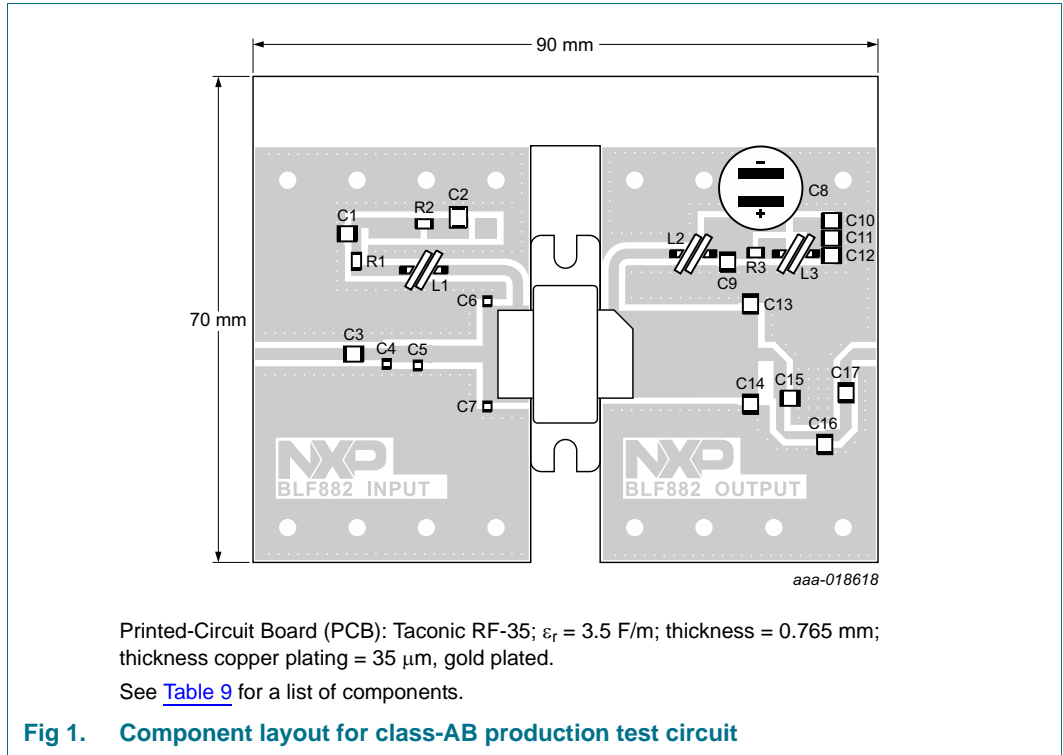 90 mm
70 mm
C1
R2
C2
R1
L1
C6
C3
C4
C5
C7
C8
C10
C11
C12
L2
C9
R3
L3
C13
C14
C15
C17
C16
−
+
NXP
BLF882 INPUT
NXP
BLF882 OUTPUT
aaa-018618
Printed-Circuit Board (PCB): Taconic RF-35; εr = 3.5 F/m; thickness = 0.765 mm;
thickness copper plating = 35 μm, gold plated.
See Table 9 for a list of components.
Fig 1. Component layout for class-AB production test circuit